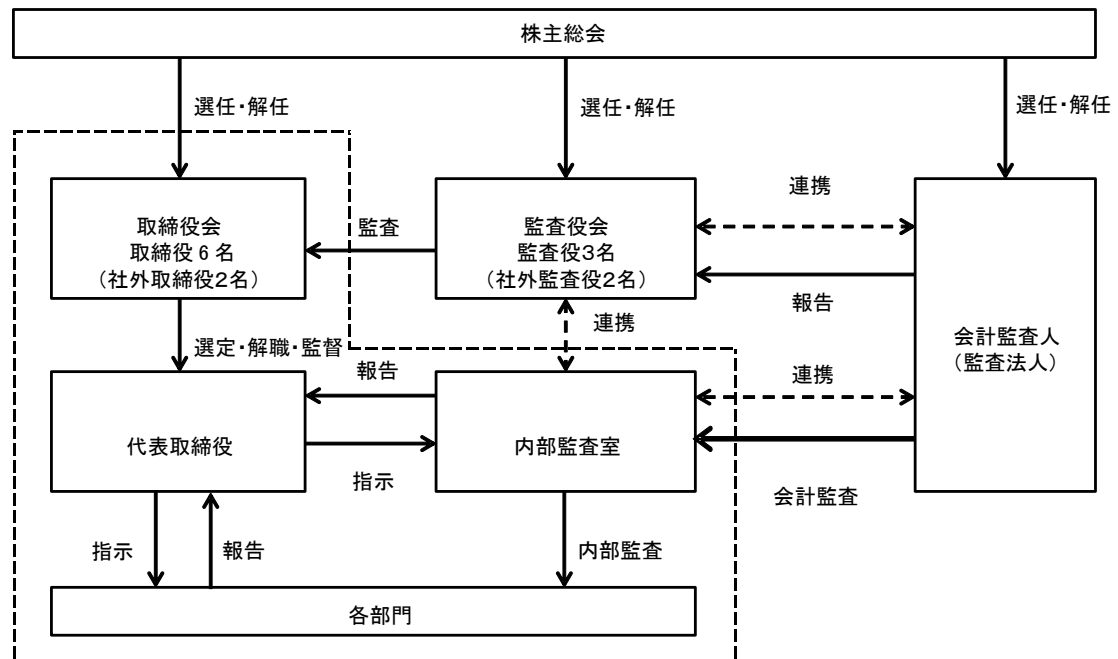 株主総会
選任・解任
選任・解任
選任・解任
取締役会
取締役６名
（社外取締役２名）
監査
監査役会
監査役３名
（社外監査役２名）
連携
報告
会計監査人
（監査法人）
選定・解職・監督
連携
報告
連携
代表取締役
指示
内部監査室
会計監査
指示
報告
内部監査
各部門